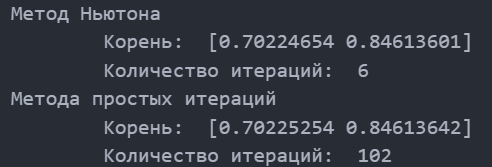 Метод Ньютона
Корень: [0.70224654 0.84613601]
Количество итераций: 6
Метода простых итераций
Корень: [0.70225254 0.84613642]
Количество итераций: 102